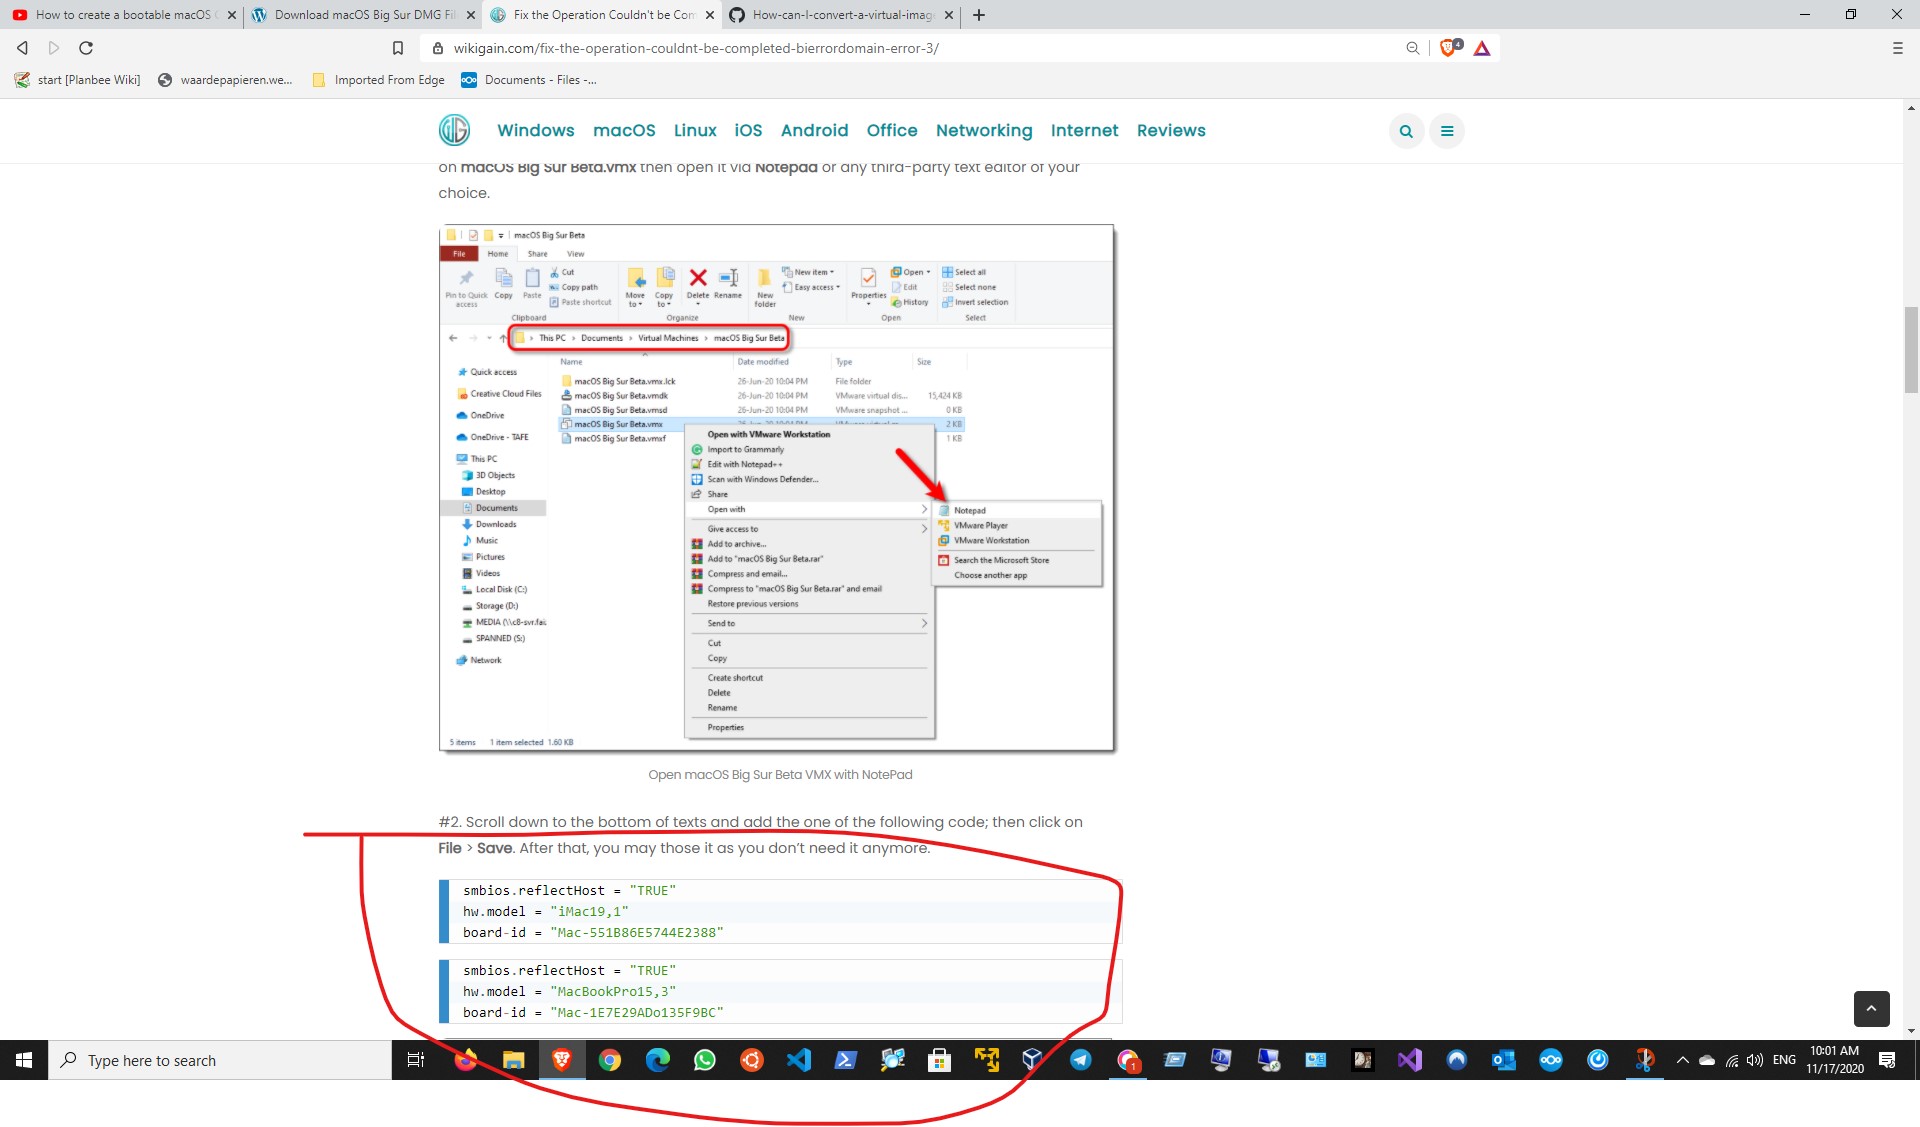 How to create a bootable macOS
Download macOS Big Sur DMG Fil
Fix the Operation Couldn't be Com
How-can-I-convert-a-virtual-imag
wikigain.com/fix-the-operation-couldnt-be-completed-bierrordomain-error-3/
4
start [Planbee Wiki]
waardepapieren.we...
Imported From Edge
Documents - Files -...
Windows macOS Linux iOS Android Office Networking Internet Reviews
on macOS Big Sur Beta.vmx then open it via Notepad or any third-party text editor of your
choice.
macOS Big Sur Beta
File Home Share View
Pin to Quick access
Copy
Paste
Cut
Copy path
Paste shortcut
Clipboard
Move to
Copy to
Delete
Rename
Organize
New folder
New item
Easy access
New
Properties
Open
Edit
History
Open
Select all
Select none
Invert selection
Select
This PC > Documents > Virtual Machines > macOS Big Sur Beta
Name Date modified Type Size
macOS Big Sur Beta.vmx.lck 26-Jun-20 10:04 PM File folder
macOS Big Sur Beta.vmdk 26-Jun-20 10:04 PM VMware virtual dis... 15,424 KB
macOS Big Sur Beta.vmsd 26-Jun-20 10:04 PM VMware snapshot ... 0 KB
macOS Big Sur Beta.vmx 2 KB
macOS Big Sur Beta.vmxf 1 KB
Quick access
Creative Cloud Files
OneDrive
OneDrive - TAFE
This PC
3D Objects
Desktop
Documents
Downloads
Music
Pictures
Videos
Local Disk (C:)
Storage (D:)
MEDIA (\\c8-svr.fai
SPANNED (S:)
Network
Open with VMware Workstation
Import to Grammarly
Edit with Notepad++
Scan with Windows Defender...
Share
Open with
Give access to
Add to archive...
Add to "macOS Big Sur Beta.rar"
Compress and email...
Compress to "macOS Big Sur Beta.rar" and email
Restore previous versions
Send to
Cut
Copy
Create shortcut
Delete
Rename
Properties
Notepad
VMware Player
VMware Workstation
Search the Microsoft Store
Choose another app
5 items 1 item selected 1.60 KB
Open macOS Big Sur Beta VMX with NotePad
#2. Scroll down to the bottom of texts and add the one of the following code; then click on
File > Save. After that, you may those it as you don't need it anymore.
smbios.reflectHost = "TRUE"
hw.model = "iMac19,1"
board-id = "Mac-551B86E5744E2388"
smbios.reflectHost = "TRUE"
hw.model = "MacBookPro15,3"
board-id = "Mac-1E7E29ADo135F9BC"
Type here to search
1
ENG
10:01 AM
11/17/2020